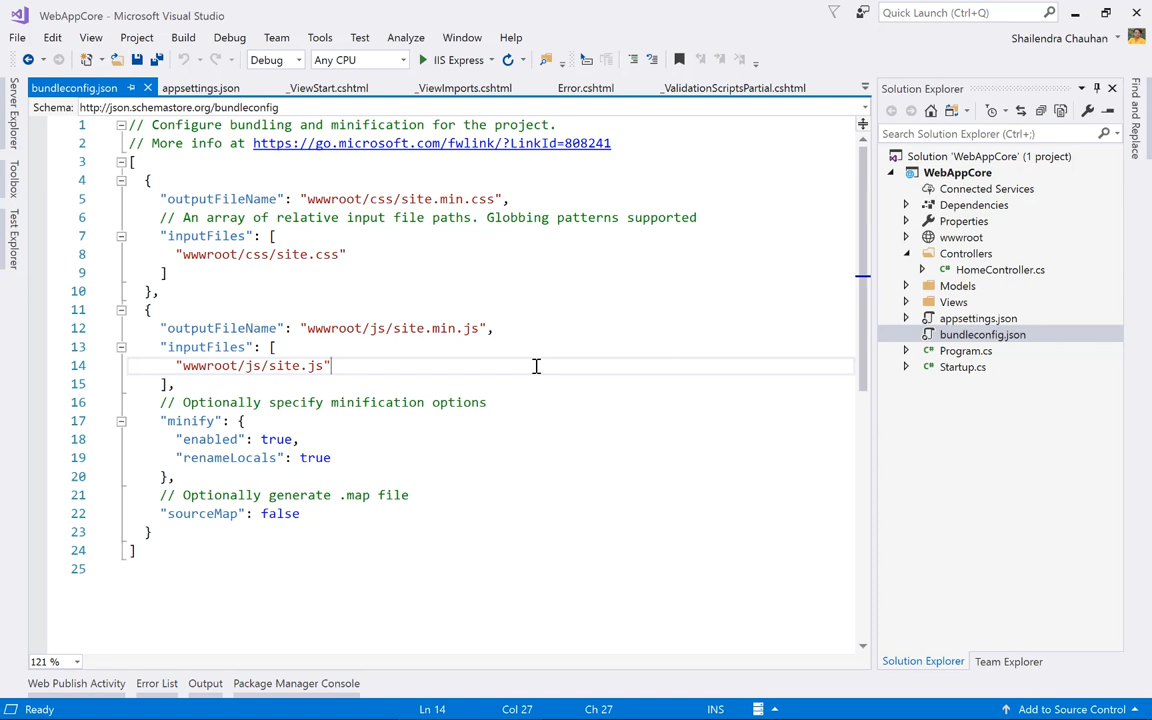 WebAppCore - Microsoft Visual Studio
Quick Launch (Ctrl+Q)
File Edit View Project Build Debug Team Tools Test Analyze Window Help
Shailendra Chauhan
Debug Any CPU IIS Express
bundleconfig.json appsettings.json _ViewStart.cshtml _ViewImports.cshtml Error.cshtml _ValidationScriptsPartial.cshtml
Schema: http://json.schemastore.org/bundleconfig
Server Explorer
Toolbox
Test Explorer
1 // Configure bundling and minification for the project.
2 // More info at https://go.microsoft.com/fwlink/?LinkId=808241
3 [
4 {
5 "outputFileName": "wwwroot/css/site.min.css",
6 // An array of relative input file paths. Globbing patterns supported
7 "inputFiles": [
8 "wwwroot/css/site.css"
9 ]
10 },
11 {
12 "outputFileName": "wwwroot/js/site.min.js",
13 "inputFiles": [
14 "wwwroot/js/site.js"
15 ],
16 // Optionally specify minification options
17 "minify": {
18 "enabled": true,
19 "renameLocals": true
20 },
21 // Optionally generate .map file
22 "sourceMap": false
23 }
24 ]
25
121 %
Solution Explorer
Search Solution Explorer (Ctrl+;)
Solution 'WebAppCore' (1 project)
WebAppCore
Connected Services
Dependencies
Properties
wwwroot
Controllers
C# HomeController.cs
Models
Views
appsettings.json
bundleconfig.json
C# Program.cs
C# Startup.cs
Solution Explorer Team Explorer
Find and Replace
Web Publish Activity Error List Output Package Manager Console
Ready Ln 14 Col 27 Ch 27 INS Add to Source Control